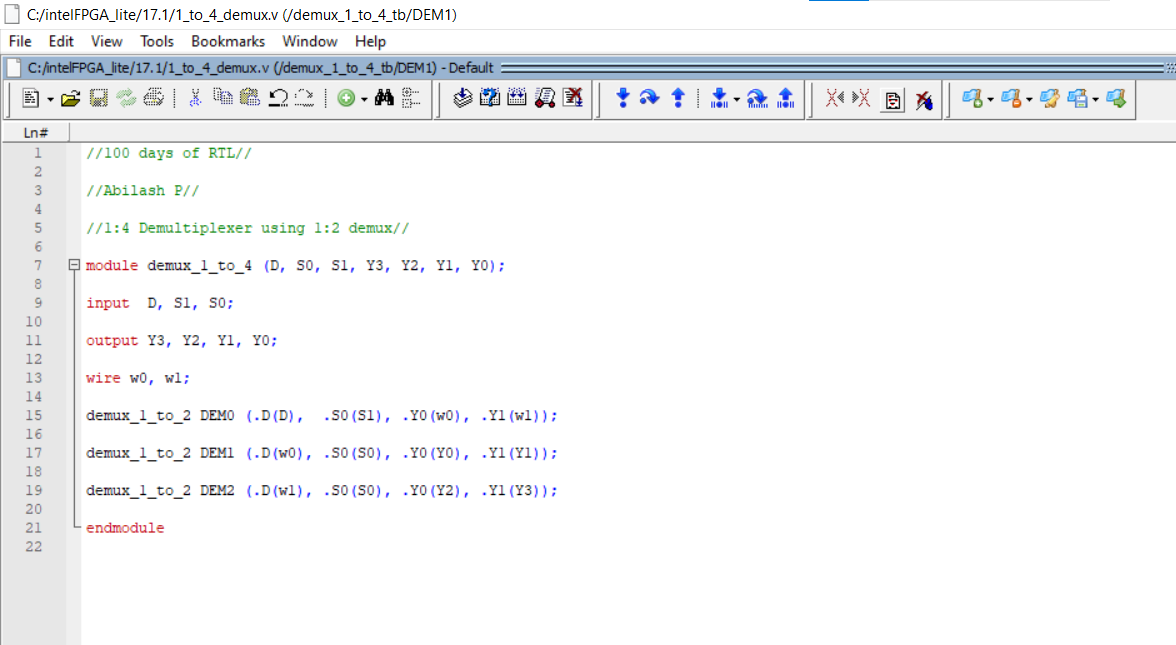 C:/intelFPGA_lite/17.1/1_to_4_demux.v (/demux_1_to_4_tb/DEM1)
File Edit View Tools Bookmarks Window Help
C:/intelFPGA_lite/17.1/1_to_4_demux.v (/demux_1_to_4_tb/DEM1) - Default
Ln#
1 //100 days of RTL//
2
3 //Abilash P//
4
5 //1:4 Demultiplexer using 1:2 demux//
6
7 module demux_1_to_4 (D, S0, S1, Y3, Y2, Y1, Y0);
8
9 input  D, S1, S0;
10
11 output Y3, Y2, Y1, Y0;
12
13 wire w0, w1;
14
15 demux_1_to_2 DEM0 (.D(D),  .S0(S1), .Y0(w0), .Y1(w1));
16
17 demux_1_to_2 DEM1 (.D(w0), .S0(S0), .Y0(Y0), .Y1(Y1));
18
19 demux_1_to_2 DEM2 (.D(w1), .S0(S0), .Y0(Y2), .Y1(Y3));
20
21 endmodule
22